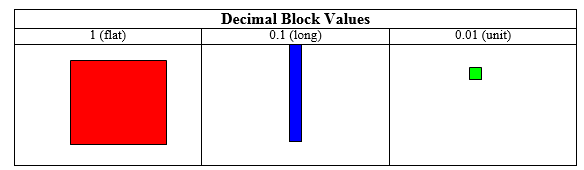 Decimal Block Values
1 (flat) 0.1 (long) 0.01 (unit)